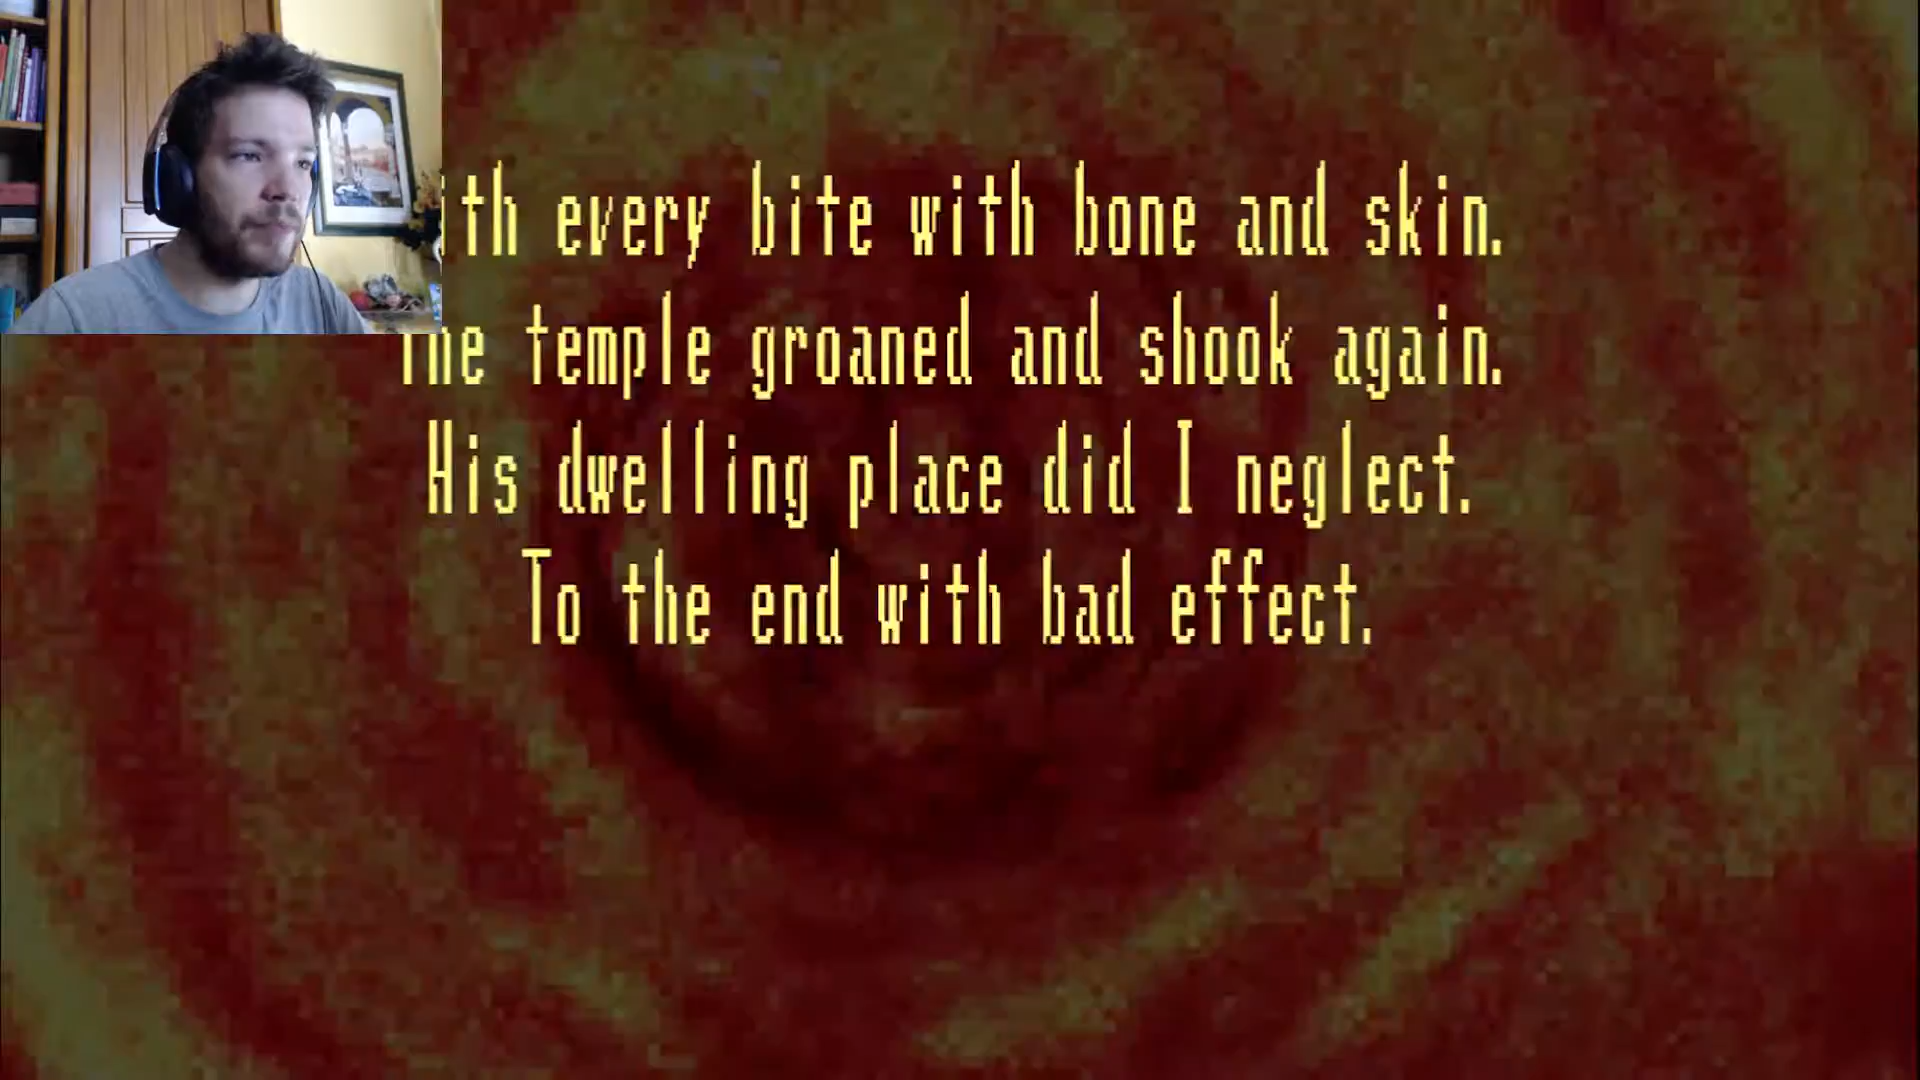 ith every bite with bone and skin.
The temple groaned and shook again.
His dwelling place did I neglect.
To the end with bad effect.